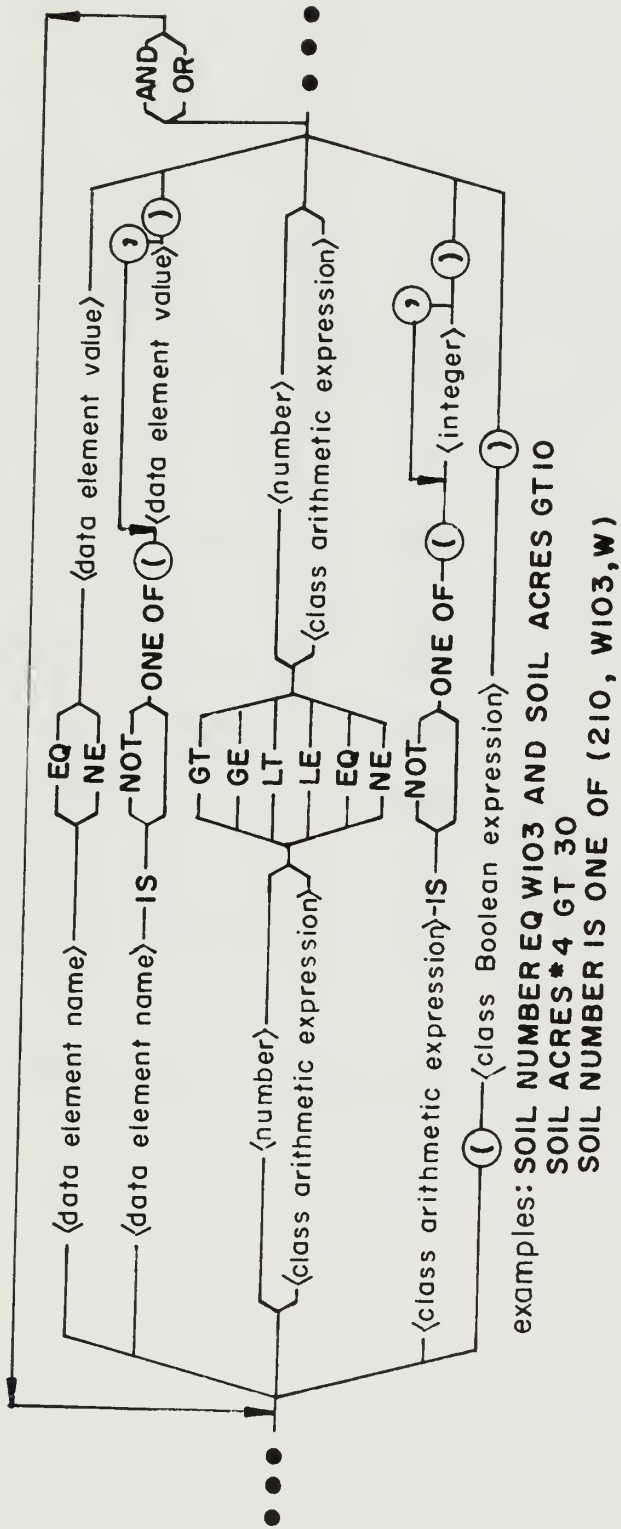 AND
OR
⟨data element name⟩ EQ ⟨data element value⟩
NE
⟨data element name⟩ IS NOT ONE OF ( ⟨data element value⟩ , )
⟨number⟩ GT ⟨number⟩
⟨class arithmetic expression⟩ GE ⟨class arithmetic expression⟩
LT
LE
EQ
NE
⟨class arithmetic expression⟩ IS NOT ONE OF ( ⟨integer⟩ , )
( ⟨class Boolean expression⟩ )
examples: SOIL NUMBER EQ W103 AND SOIL ACRES GT10
SOIL ACRES*4 GT 30
SOIL NUMBER IS ONE OF (210, W103,W)